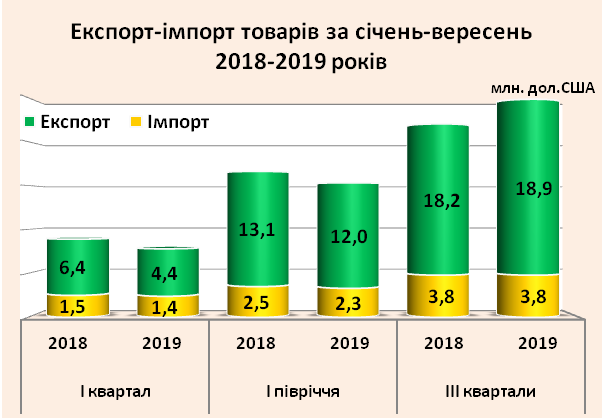 Експорт-імпорт товарів за січень-вересень
2018-2019 років
млн. дол.США
Експорт Імпорт
6,4 4,4 13,1 12,0 18,2 18,9
1,5 1,4 2,5 2,3 3,8 3,8
2018 2019 2018 2019 2018 2019
І квартал І півріччя ІІІ квартали